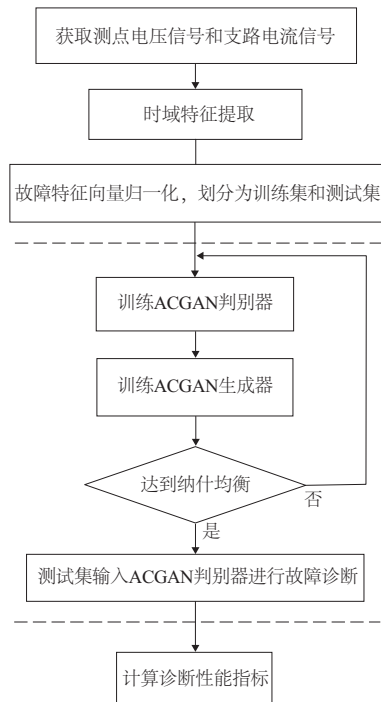 获取测点电压信号和支路电流信号
时域特征提取
故障特征向量归一化，划分为训练集和测试集
训练ACGAN判别器
训练ACGAN生成器
达到纳什均衡
否
是
测试集输入ACGAN判别器进行故障诊断
计算诊断性能指标